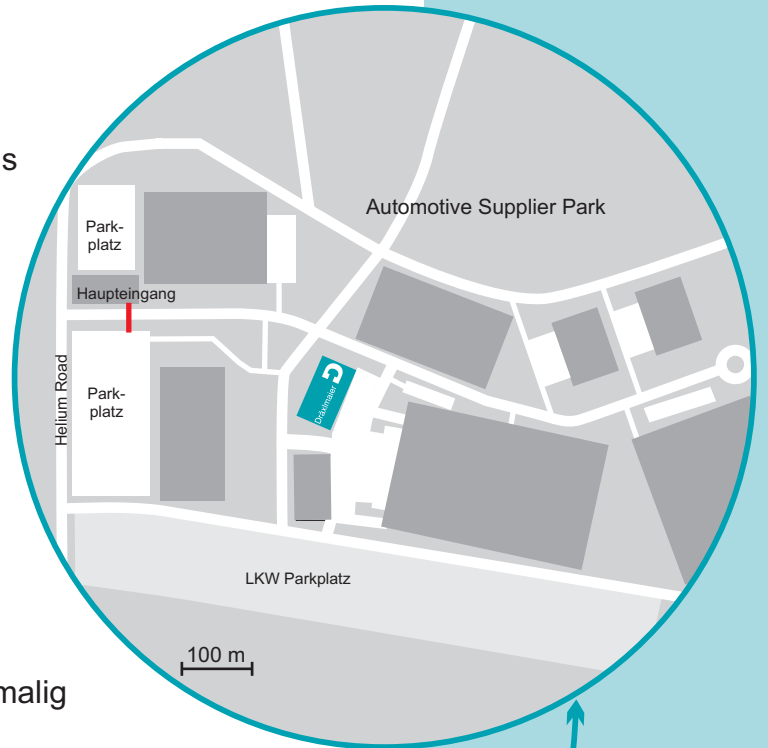 s
Automotive Supplier Park
Park-
platz
Haupteingang
Helium Road
Park-
platz
Dräxlmaier
LKW Parkplatz
100 m
malig